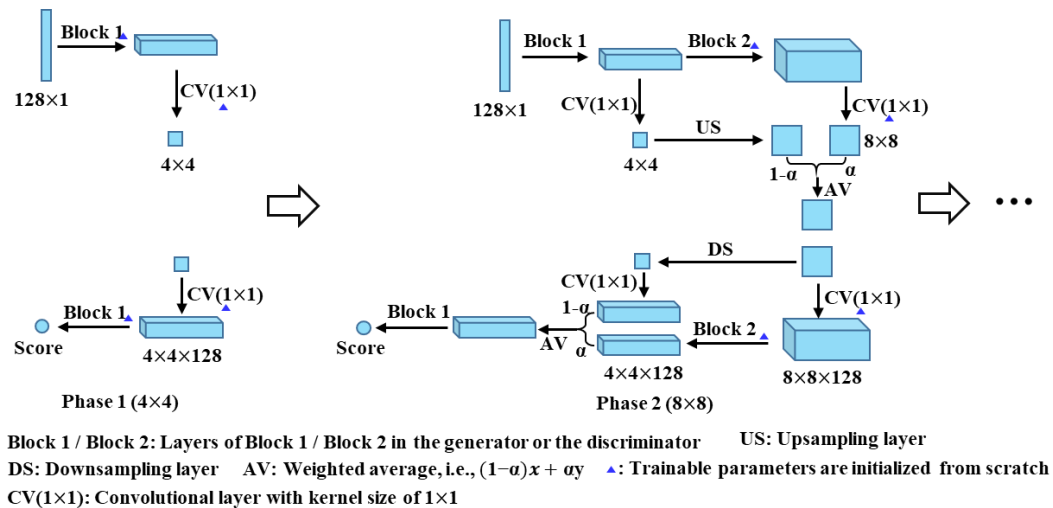 Block 1
128×1
CV(1×1)
4×4
CV(1×1)
Block 1
Score
4×4×128
Phase 1 (4×4)
Block 1
Block 2
128×1
CV(1×1)
CV(1×1)
US
4×4
8×8
1-α
α
AV
DS
CV(1×1)
CV(1×1)
1-α
Block 1
Block 2
AV
α
Score
4×4×128
8×8×128
Phase 2 (8×8)
...
Block 1 / Block 2: Layers of Block 1 / Block 2 in the generator or the discriminator US: Upsampling layer
DS: Downsampling layer AV: Weighted average, i.e., (1−α)x + αy ▲: Trainable parameters are initialized from scratch
CV(1×1): Convolutional layer with kernel size of 1×1